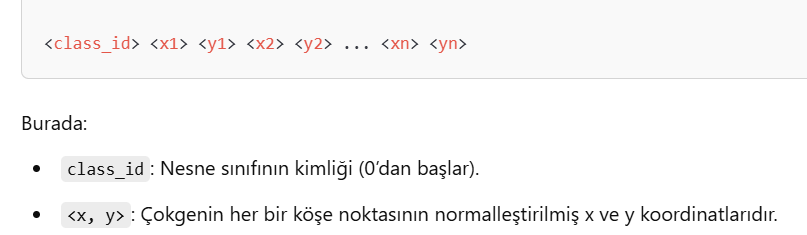 <class_id> <x1> <y1> <x2> <y2> ... <xn> <yn>
Burada:
• class_id: Nesne sınıfının kimliği (0’dan başlar).
• <x, y>: Çokgenin her bir köşe noktasının normalleştirilmiş x ve y koordinatlarıdır.